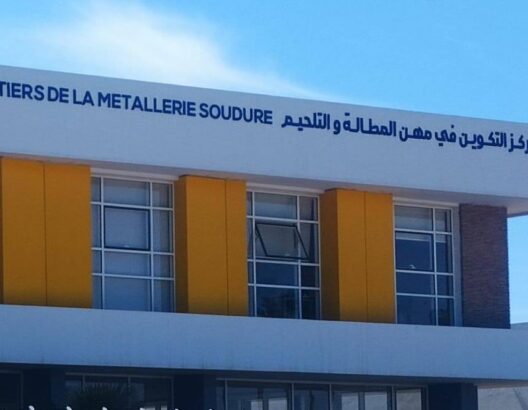 TIERS DE LA METALLERIE SOUDURE ركز التكوين في مهن المطالة و التلحيم